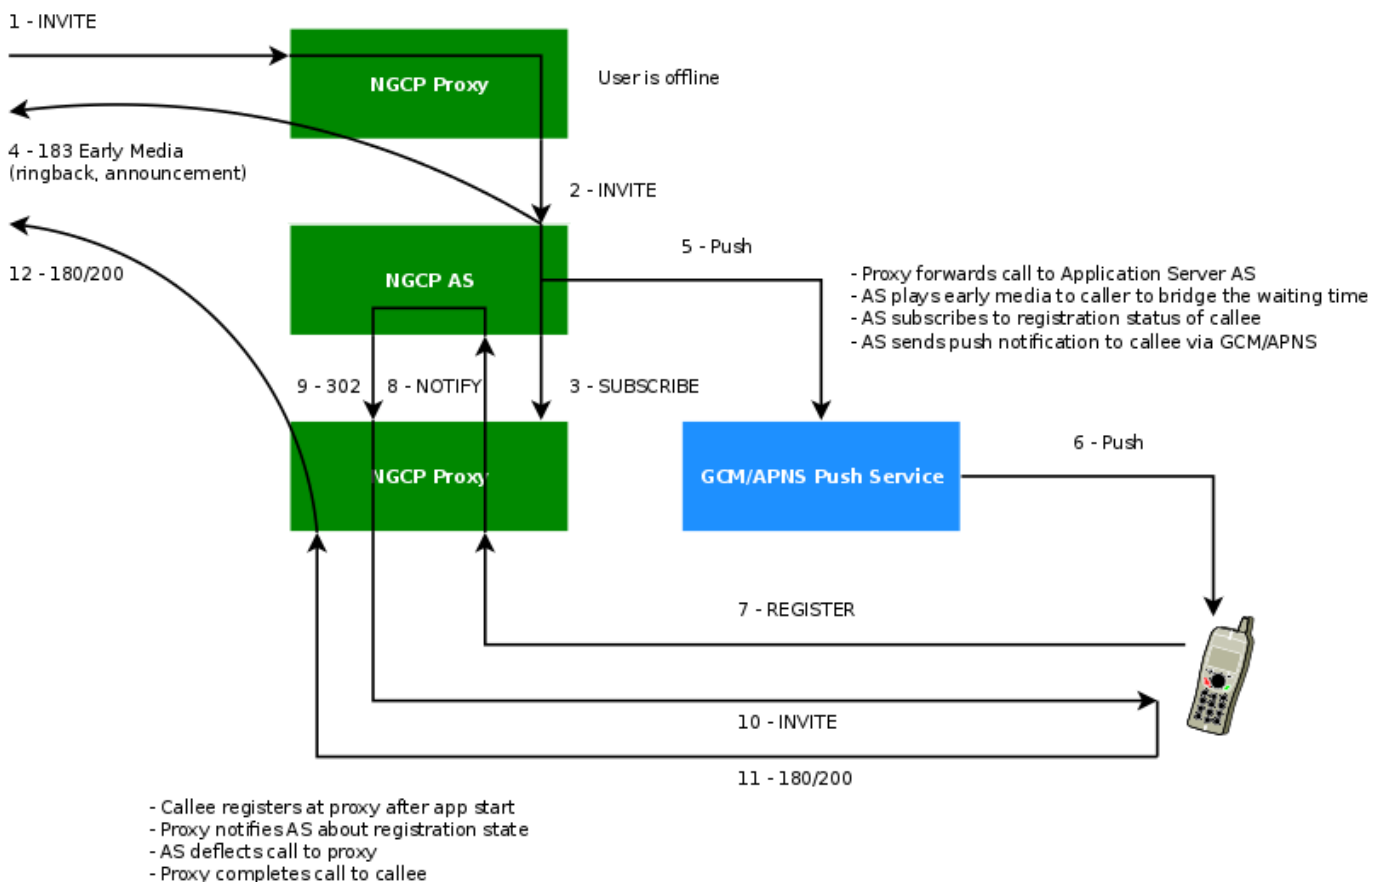 1 - INVITE
NGCP Proxy
User is offline
4 - 183 Early Media
(ringback, announcement)
2 - INVITE
5 - Push
12 - 180/200
NGCP AS
- Proxy forwards call to Application Server AS
- AS plays early media to caller to bridge the waiting time
- AS subscribes to registration status of callee
- AS sends push notification to callee via GCM/APNS
9 - 302
8 - NOTIFY
3 - SUBSCRIBE
6 - Push
NGCP Proxy
GCM/APNS Push Service
7 - REGISTER
10 - INVITE
11 - 180/200
- Callee registers at proxy after app start
- Proxy notifies AS about registration state
- AS deflects call to proxy
- Proxy completes call to callee